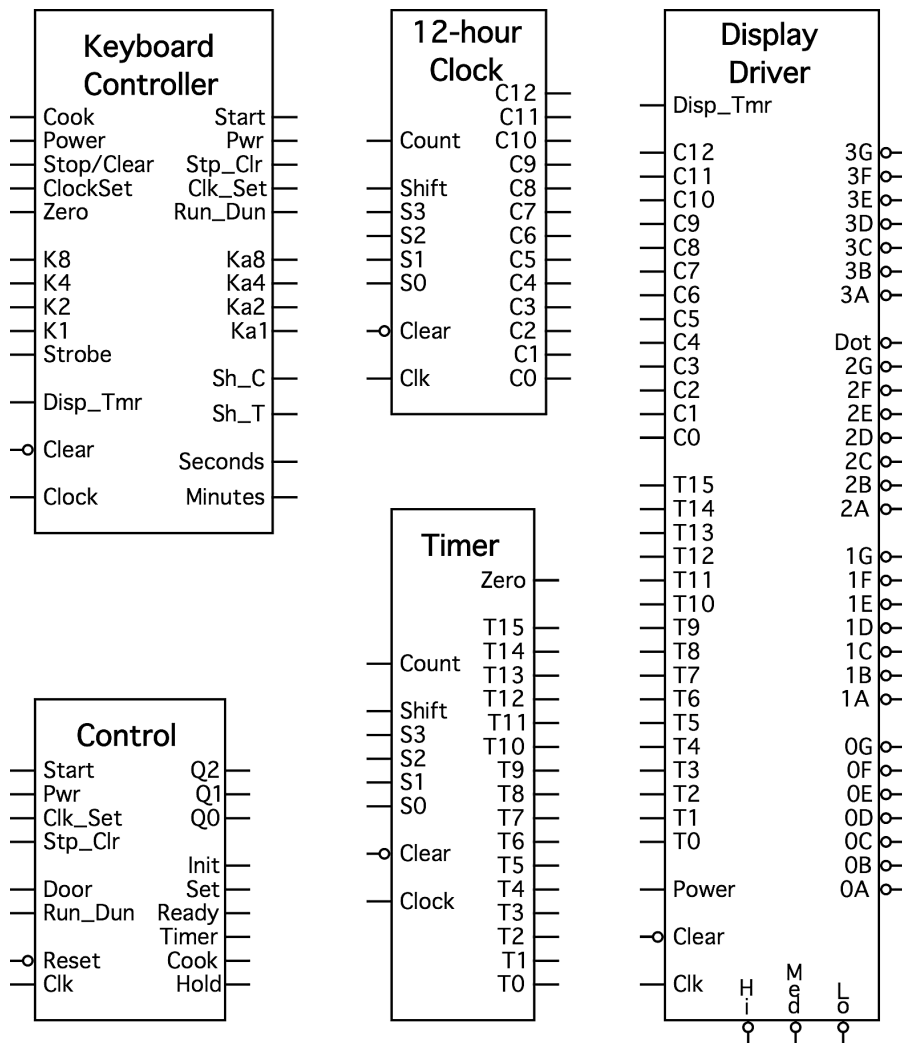 Keyboard
Controller
Cook Start
Power Pwr
Stop/Clear Stp_Clr
ClockSet Clk_Set
Zero Run_Dun
K8 Ka8
K4 Ka4
K2 Ka2
K1 Ka1
Strobe
Sh_C
Disp_Tmr
Sh_T
Clear
Seconds
Clock Minutes
12-hour
Clock
C12
C11
Count C10
C9
Shift C8
S3 C7
S2 C6
S1 C5
S0 C4
C3
Clear C2
C1
Clk C0
Display
Driver
Disp_Tmr
C12 3G
C11 3F
C10 3E
C9 3D
C8 3C
C7 3B
C6 3A
C5
C4 Dot
C3 2G
C2 2F
C1 2E
C0 2D
2C
T15 2B
T14 2A
T13
T12 1G
T11 1F
T10 1E
T9 1D
T8 1C
T7 1B
T6 1A
T5
T4 0G
T3 0F
T2 0E
T1 0D
T0 0C
0B
Power 0A
Clear
Clk
Hi
Med
Lo
Timer
Zero
T15
T14
Count
T13
T12
Shift
T11
S3
T10
S2
T9
S1
T8
S0
T7
T6
Clear
T5
T4
Clock
T3
T2
T1
T0
Control
Start Q2
Pwr Q1
Clk_Set Q0
Stp_Clr
Init
Door Set
Run_Dun Ready
Timer
Reset Cook
Clk Hold